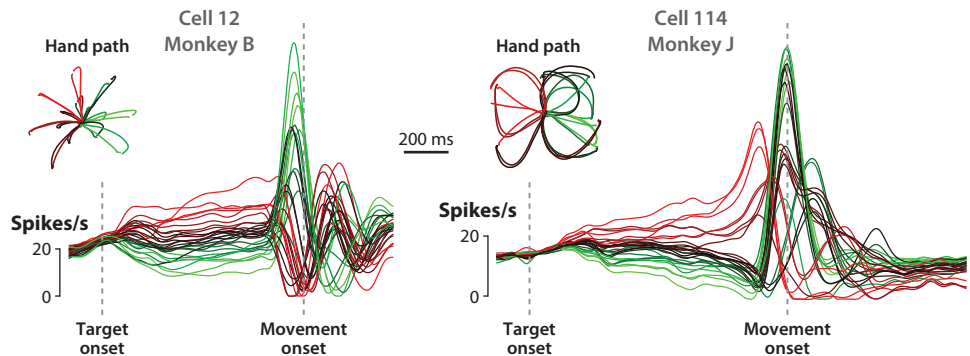 Cell 12
Monkey B
Hand path
Spikes/s
20
0
Target
onset
Movement
onset
200 ms
Cell 114
Monkey J
Hand path
Spikes/s
20
0
Target
onset
Movement
onset